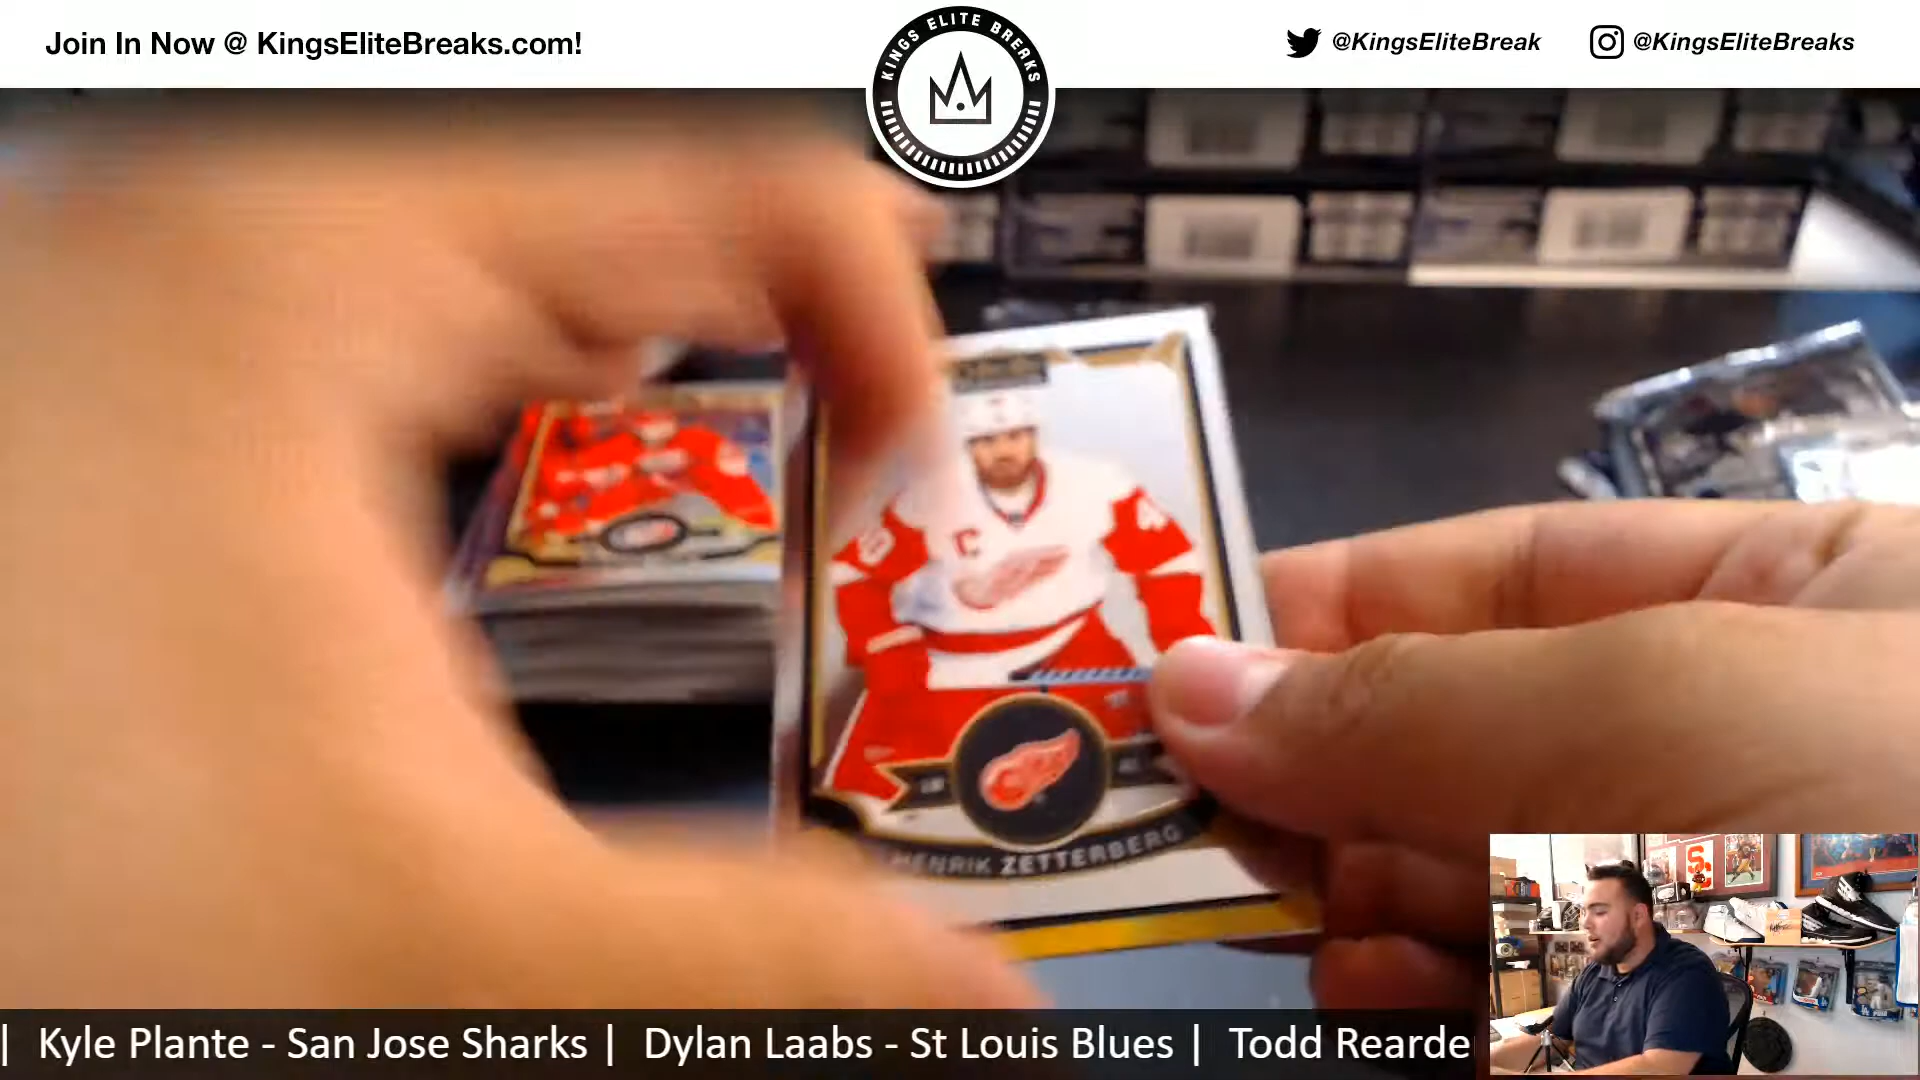 Join In Now @ KingsEliteBreaks.com!
KINGS ELITE BREAKS
@KingsEliteBreak
@KingsEliteBreaks
C
HENRIK ZETTERBERG
| Kyle Plante - San Jose Sharks | Dylan Laabs - St Louis Blues | Todd Rearde